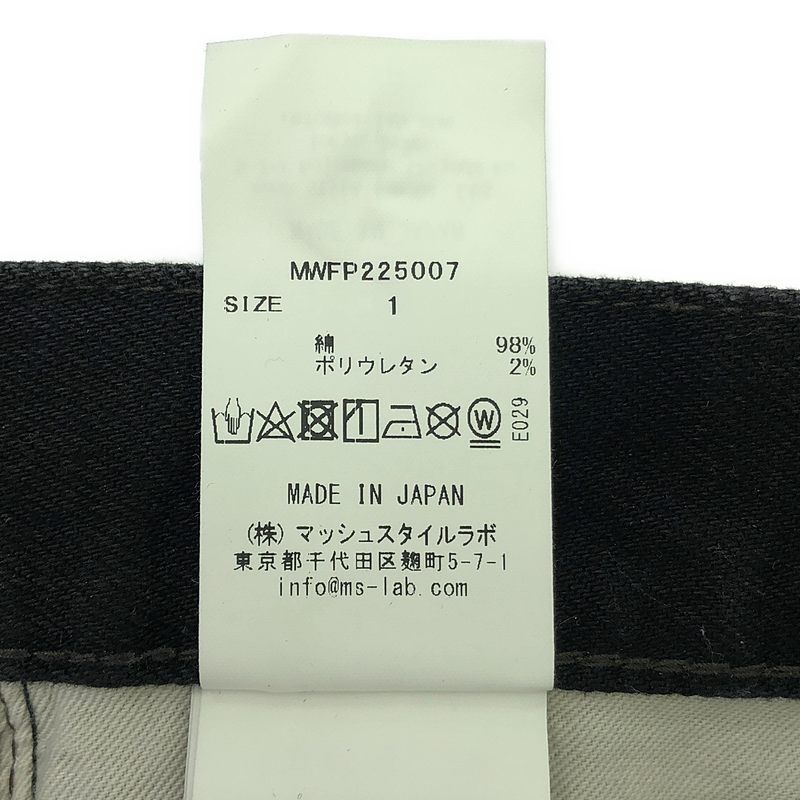 MWFP225007
SIZE 1
綿 98%
ポリウレタン 2%
W E029
MADE IN JAPAN
(株) マッシュスタイルラボ
東京都千代田区麹町5-7-1
info@ms-lab.com